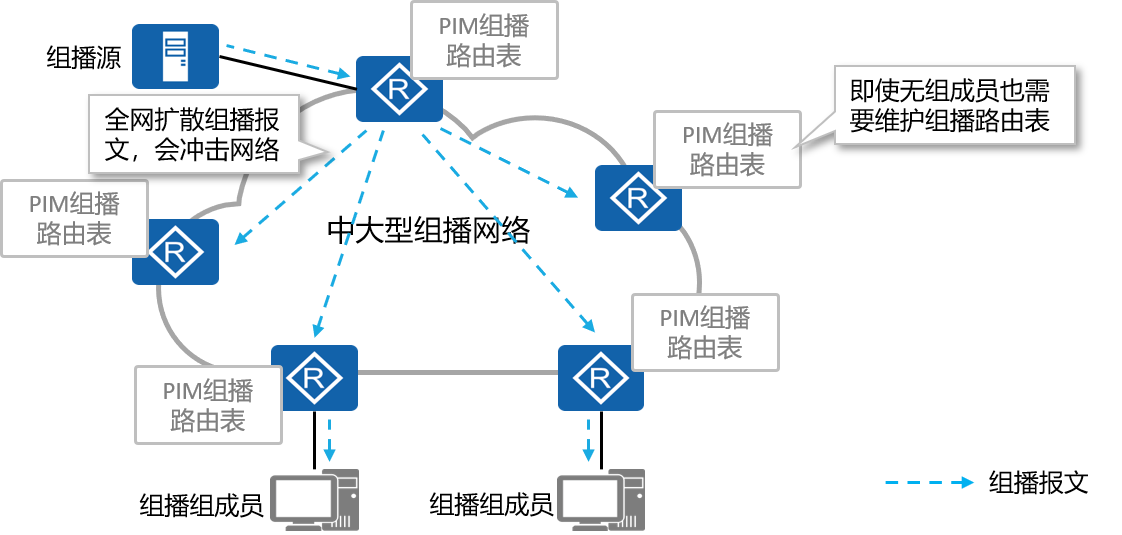 PIM组播
路由表
组播源
R
即使无组成员也需
要维护组播路由表
全网扩散组播报
文，会冲击网络
PIM组播
路由表
R
PIM组播
路由表
R
中大型组播网络
PIM组播
路由表
R
PIM组播
路由表
R
组播组成员
组播组成员
组播报文